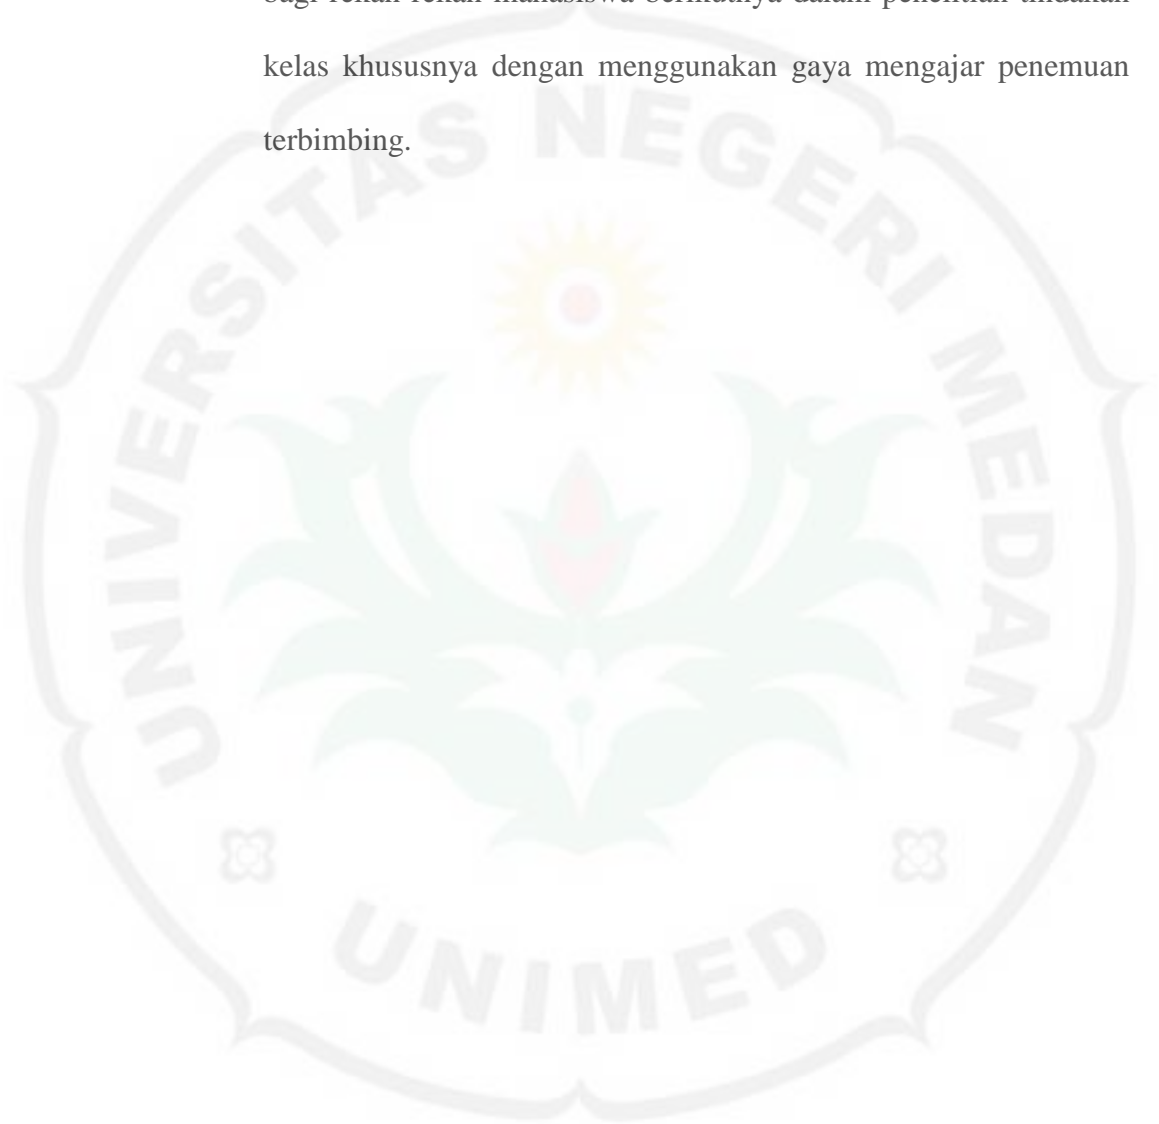 bagi rekan-rekan mahasiswa berikutnya dalam penelitian tindakan
kelas khususnya dengan menggunakan gaya mengajar penemuan
terbimbing.
UNIVERSITAS NEGERI MEDAN
UNIMED